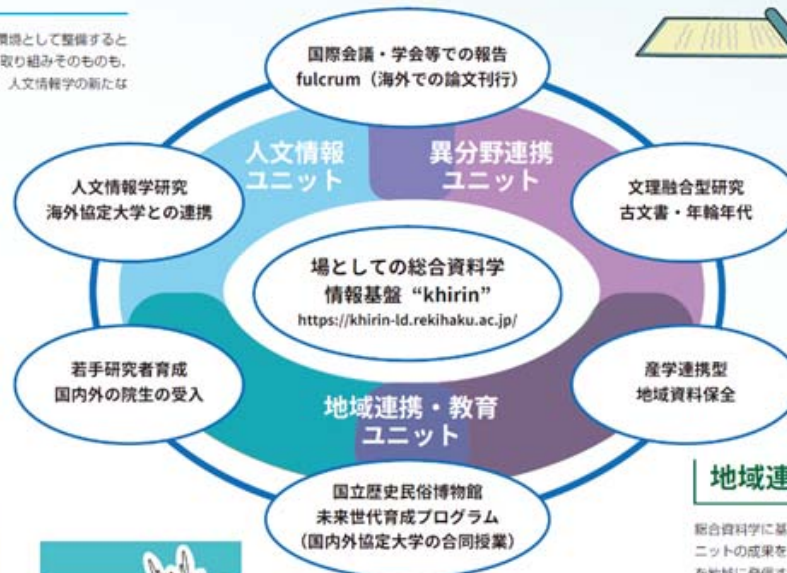 環境として整備すると
取り組みそのものも、
人文情報学の新たな
国際会議・学会等での報告
fulcrum（海外での論文刊行）
人文情報
ユニット
異分野連携
ユニット
人文情報学研究
海外協定大学との連携
文理融合型研究
古文書・年輪年代
場としての総合資料学
情報基盤 “khirin”
https://khirin-ld.rekihaku.ac.jp/
若手研究者育成
国内外の院生の受入
産学連携型
地域資料保全
地域連携・教育
ユニット
国立歴史民俗博物館
未来世代育成プログラム
（国内外協定大学の合同授業）
地域連
総合資料学に基
ニットの成果を